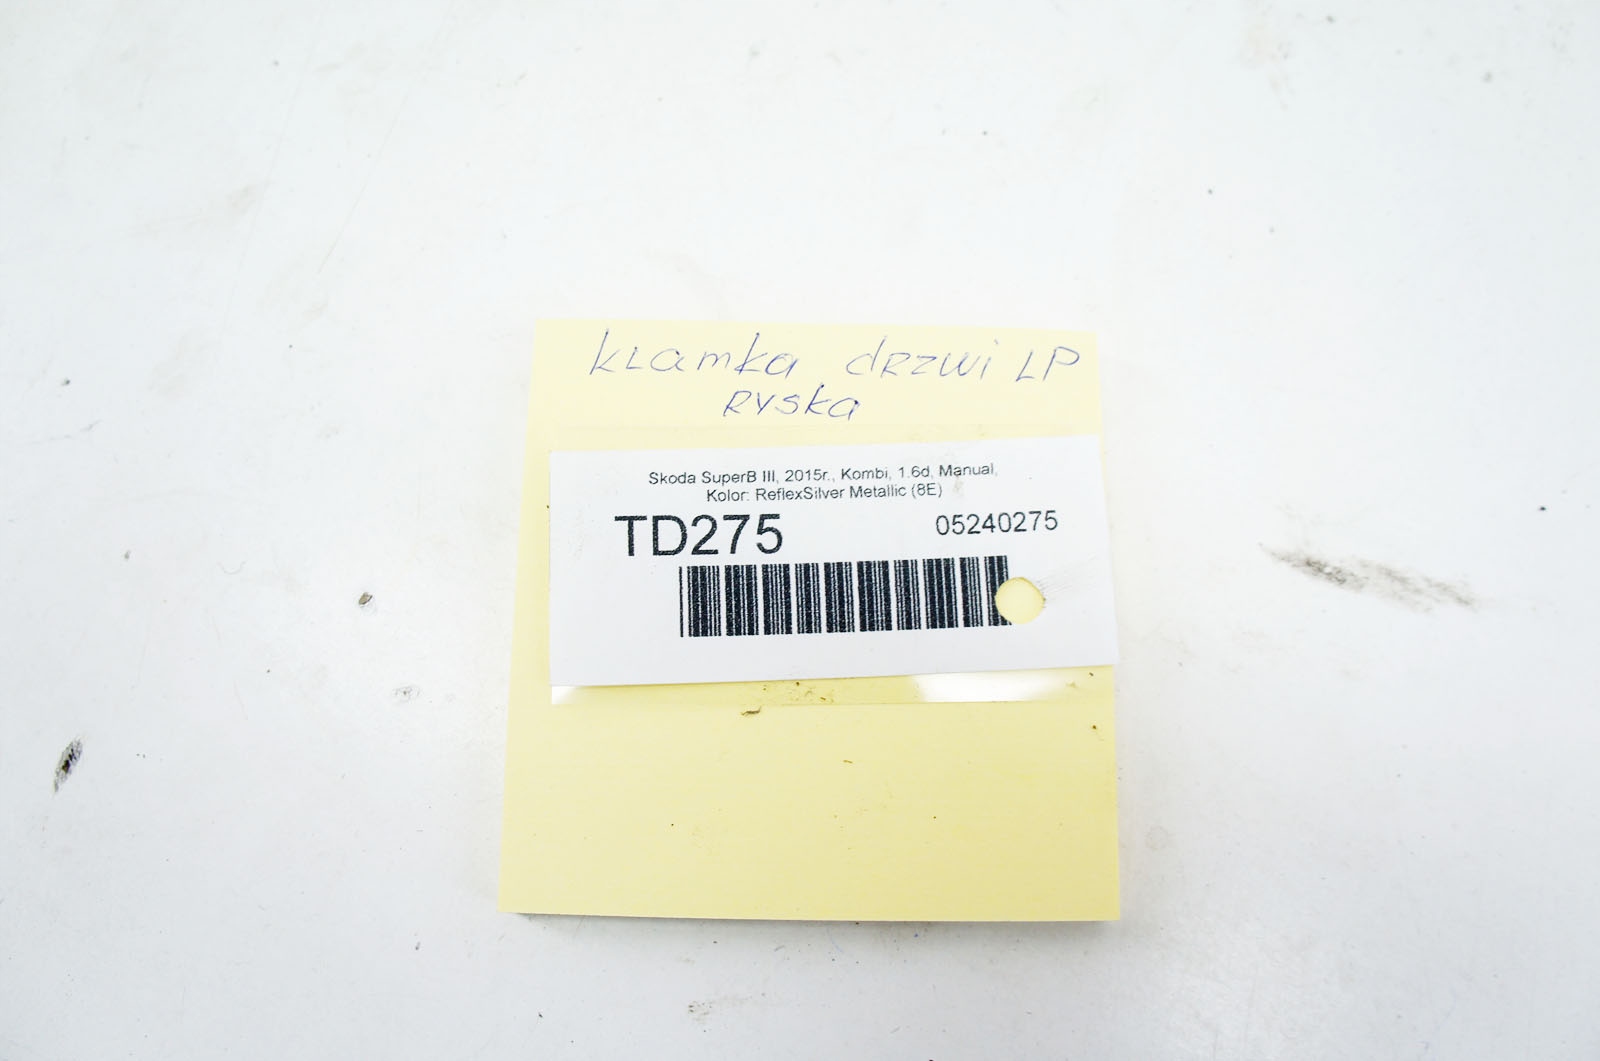 klamka drzwi LP
Ryska
Skoda SuperB III, 2015r., Kombi, 1.6d, Manual,
Kolor: ReflexSilver Metallic (8E)
TD275 05240275